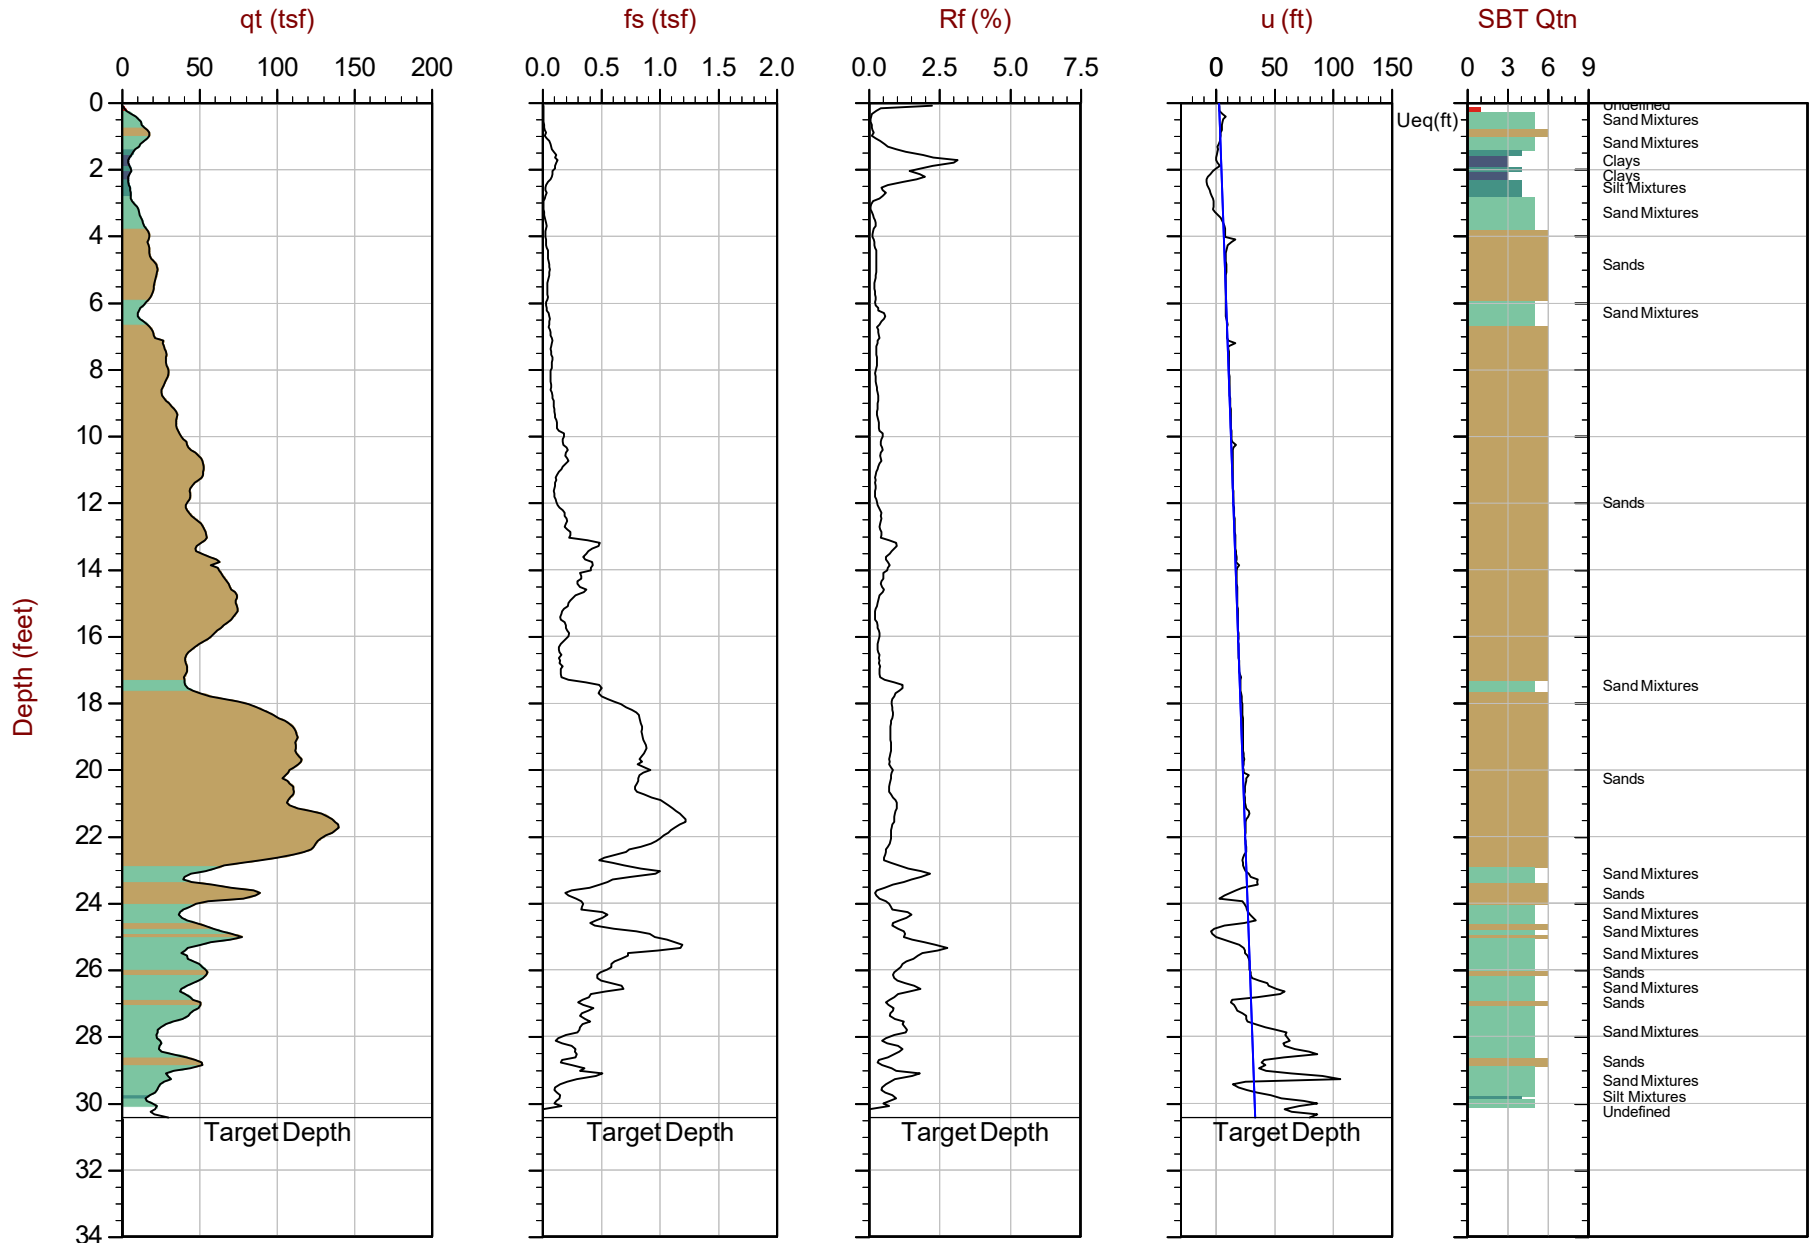 qt (tsf) fs (tsf) Rf (%) u (ft) SBT Qtn
0 50 100 150 200 0.0 0.5 1.0 1.5 2.0 0.0 2.5 5.0 7.5 0 50 100 150 0 3 6 9
Depth (feet)
0
2
4
6
8
10
12
14
16
18
20
22
24
26
28
30
32
34
Target Depth
Target Depth
Target Depth
Target Depth
Ueq(ft)
Undefined
Sand Mixtures
Sand Mixtures
Clays
Clays
Silt Mixtures
Sand Mixtures
Sands
Sand Mixtures
Sands
Sand Mixtures
Sands
Sand Mixtures
Sands
Sand Mixtures
Sand Mixtures
Sand Mixtures
Sands
Sand Mixtures
Sands
Sand Mixtures
Sands
Sand Mixtures
Silt Mixtures
Undefined